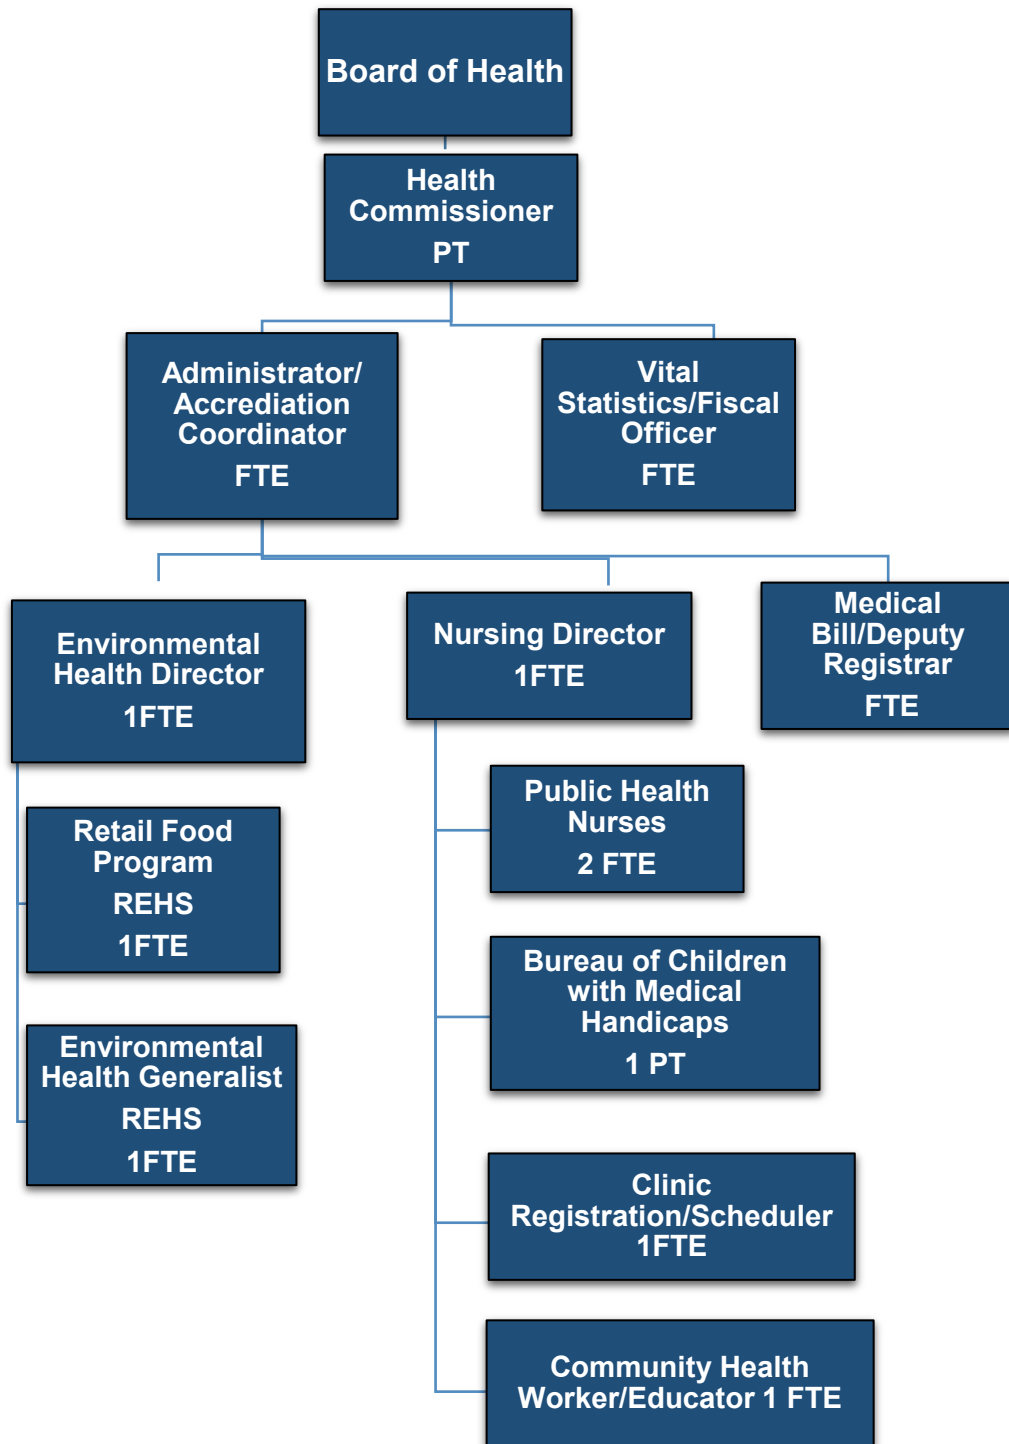 Board of Health
Health
Commissioner
PT
Administrator/
Accrediation
Coordinator
FTE
Vital
Statistics/Fiscal
Officer
FTE
Environmental
Health Director
1FTE
Nursing Director
1FTE
Medical
Bill/Deputy
Registrar
FTE
Retail Food
Program
REHS
1FTE
Environmental
Health Generalist
REHS
1FTE
Public Health
Nurses
2 FTE
Bureau of Children
with Medical
Handicaps
1 PT
Clinic
Registration/Scheduler
1FTE
Community Health
Worker/Educator 1 FTE